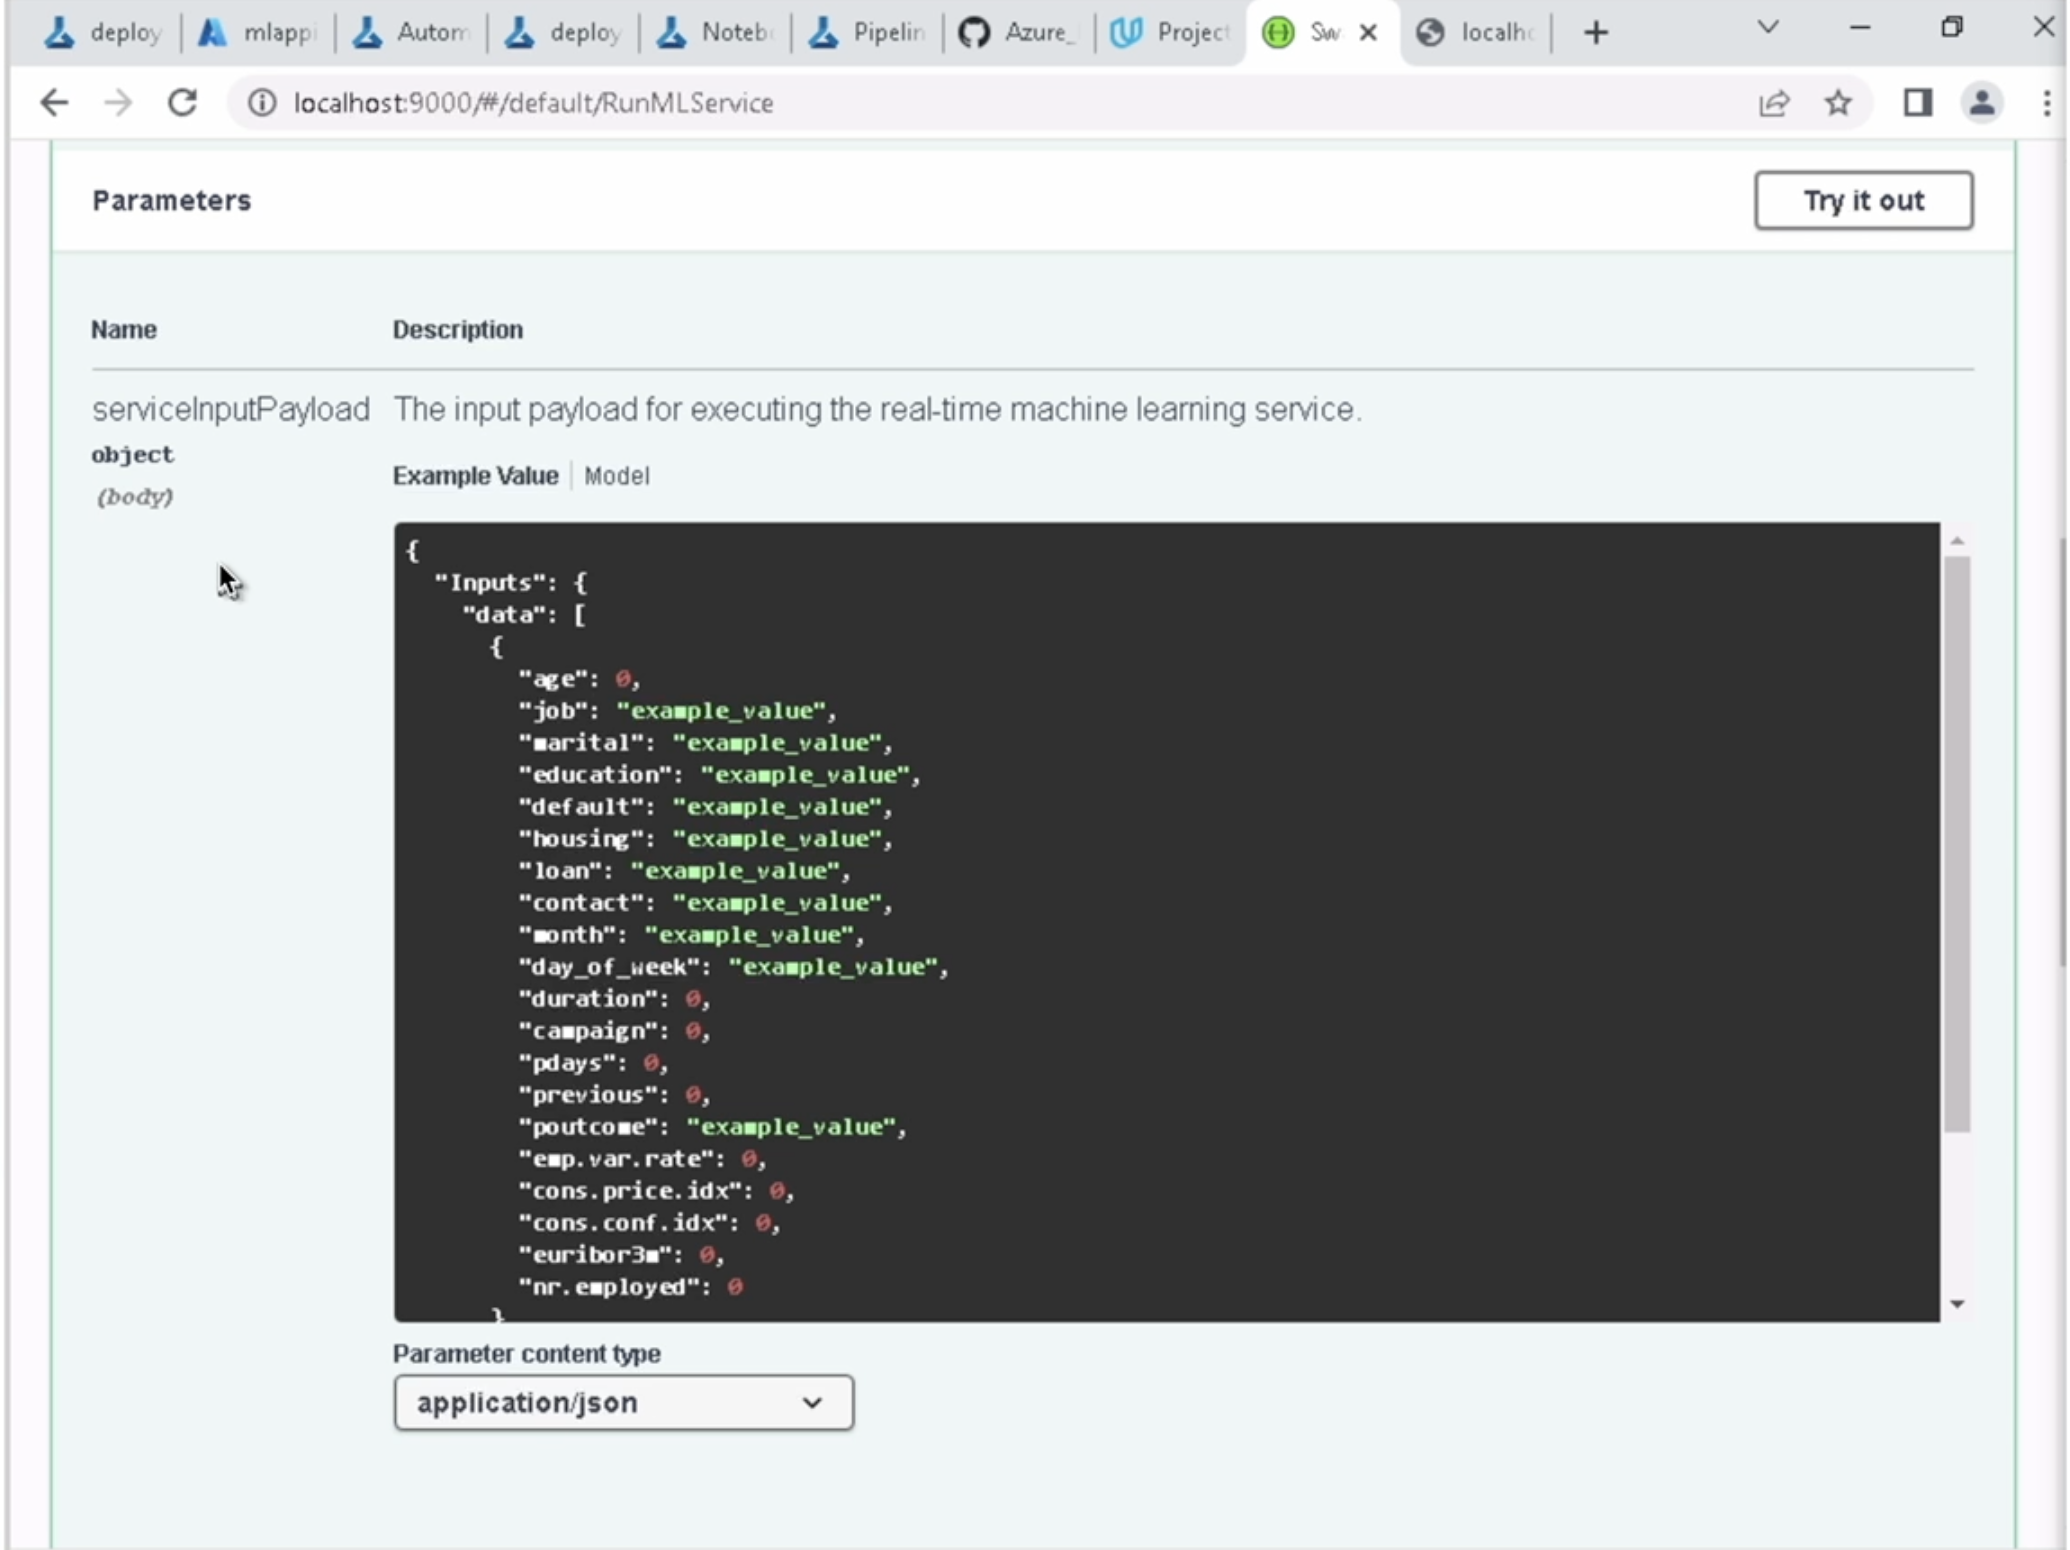 deploy
mlappi
Autom
deploy
Noteb
Pipelin
Azure_
Project
Sw
localho
localhost:9000/#/default/RunMLService
Parameters
Try it out
Name Description
serviceInputPayload The input payload for executing the real-time machine learning service.
object
(body)
Example Value | Model
{
"Inputs": {
"data": [
{
"age": 0,
"job": "example_value",
"marital": "example_value",
"education": "example_value",
"default": "example_value",
"housing": "example_value",
"loan": "example_value",
"contact": "example_value",
"month": "example_value",
"day_of_week": "example_value",
"duration": 0,
"campaign": 0,
"pdays": 0,
"previous": 0,
"poutcome": "example_value",
"emp.var.rate": 0,
"cons.price.idx": 0,
"cons.conf.idx": 0,
"euribor3m": 0,
"nr.employed": 0
}
Parameter content type
application/json